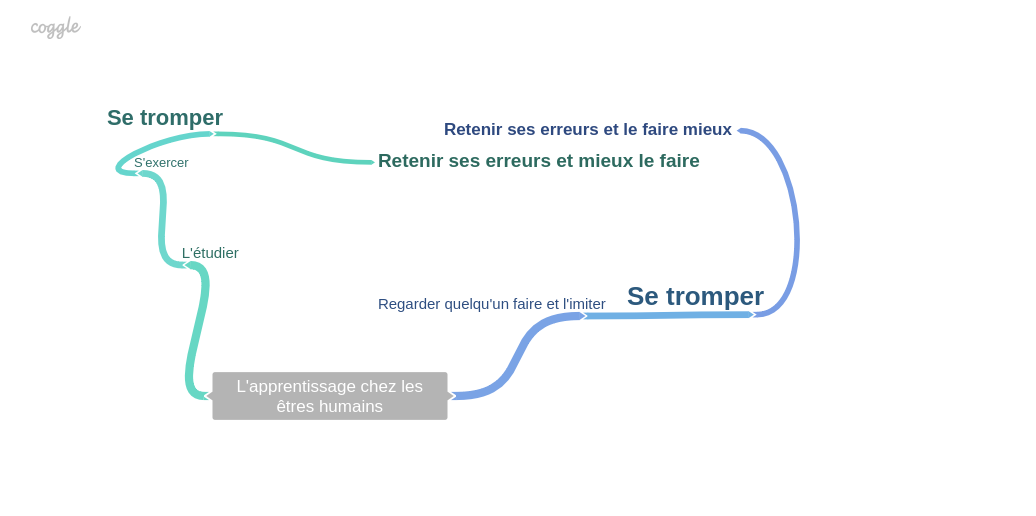 coggle
Se tromper
Retenir ses erreurs et le faire mieux
S'exercer
Retenir ses erreurs et mieux le faire
L'étudier
Regarder quelqu'un faire et l'imiter
Se tromper
L'apprentissage chez les
êtres humains